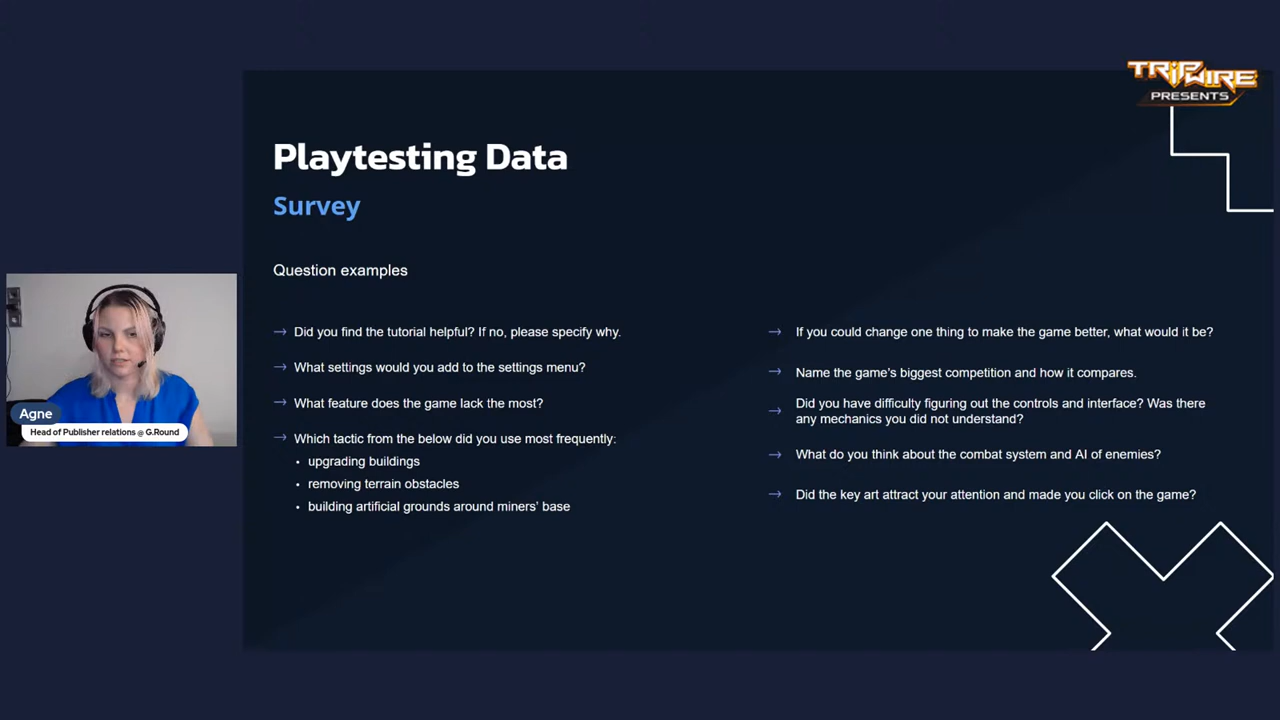 TRIPWIRE
PRESENTS
Playtesting Data
Survey
Question examples
Did you find the tutorial helpful? If no, please specify why.
What settings would you add to the settings menu?
What feature does the game lack the most?
Which tactic from the below did you use most frequently:
• upgrading buildings
• removing terrain obstacles
• building artificial grounds around miners' base
If you could change one thing to make the game better, what would it be?
Name the game's biggest competition and how it compares.
Did you have difficulty figuring out the controls and interface? Was there
any mechanics you did not understand?
What do you think about the combat system and AI of enemies?
Did the key art attract your attention and made you click on the game?
Agne
Head of Publisher relations @ G.Round